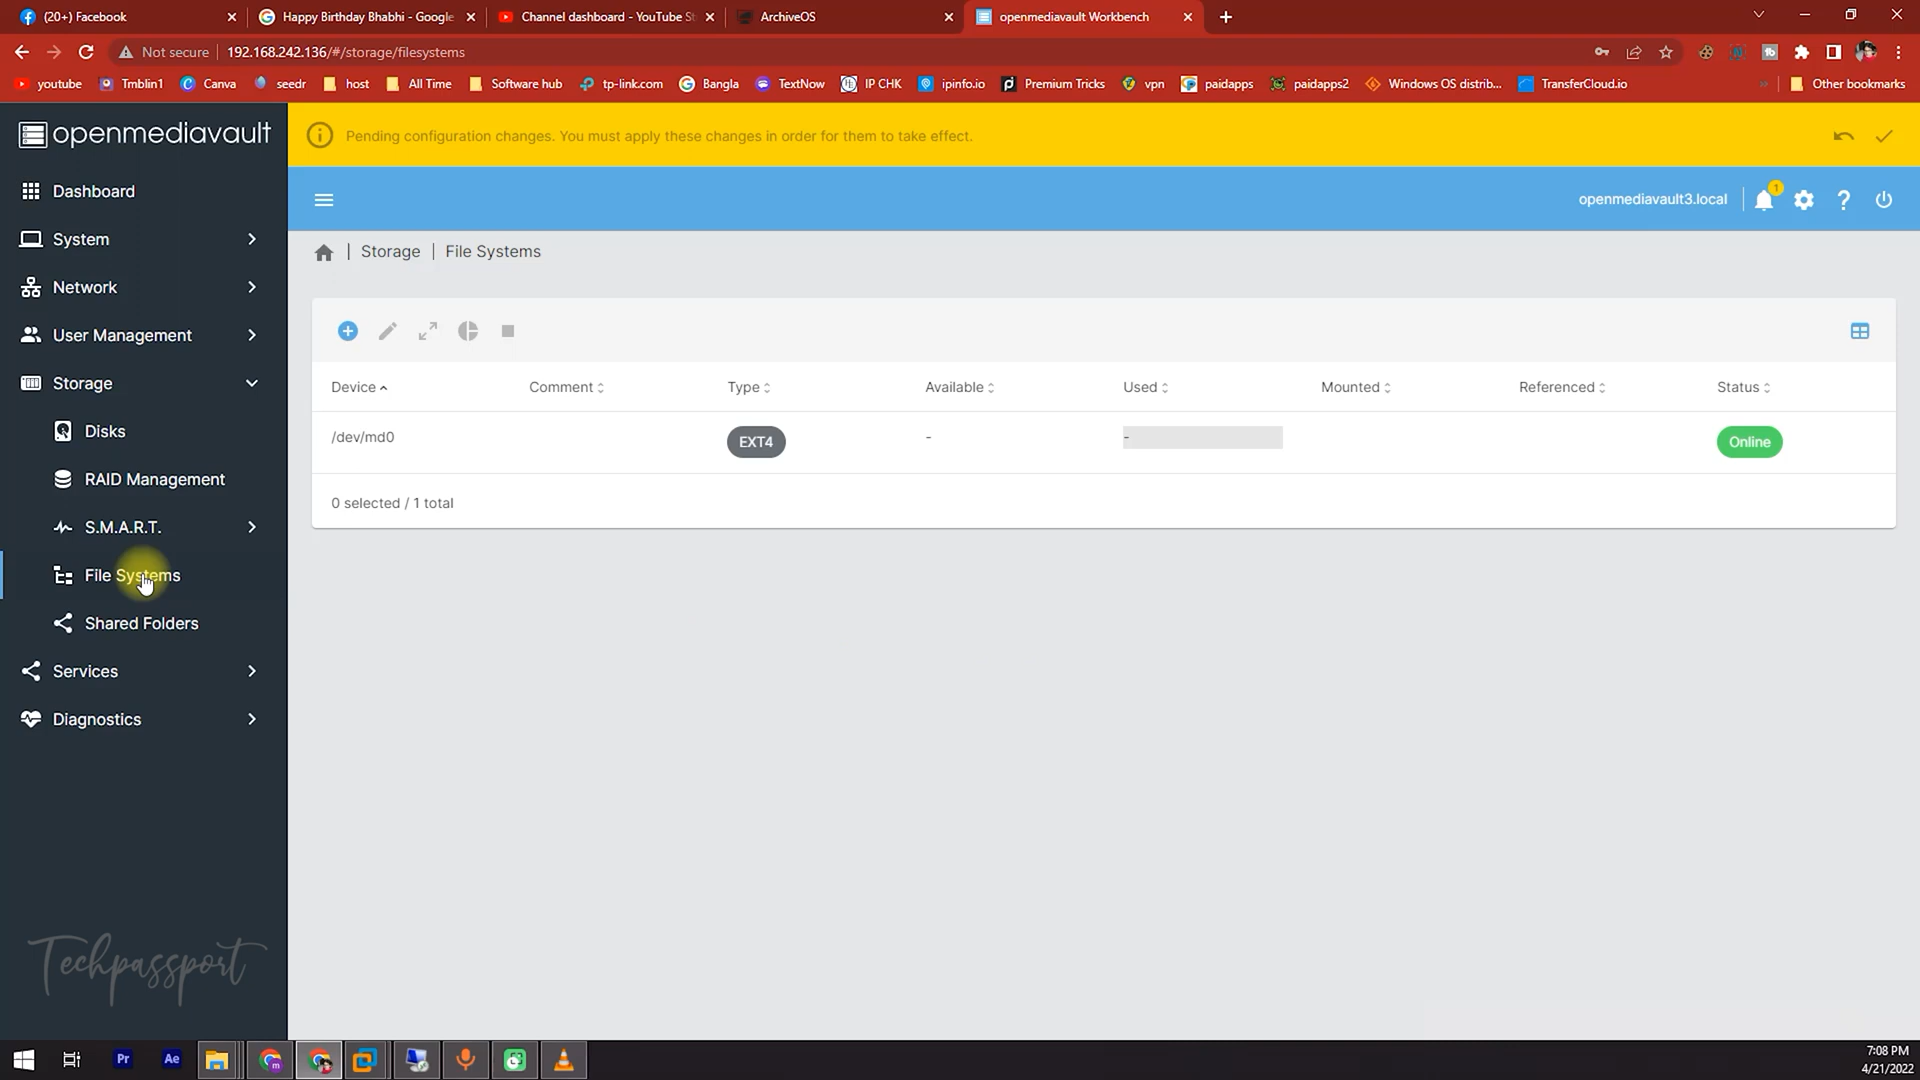 (20+) Facebook
Happy Birthday Bhabhi - Google
Channel dashboard - YouTube St
ArchiveOS
openmediavault Workbench
Not secure
192.168.242.136/#/storage/filesystems
youtube
Tmblin1
Canva
seedr
host
All Time
Software hub
tp-link.com
Bangla
TextNow
IP CHK
ipinfo.io
Premium Tricks
vpn
paidapps
paidapps2
Windows OS distrib...
TransferCloud.io
»
Other bookmarks
openmediavault
Pending configuration changes. You must apply these changes in order for them to take effect.
Dashboard
System
Network
User Management
Storage
Disks
RAID Management
S.M.A.R.T.
File Systems
Shared Folders
Services
Diagnostics
openmediavault3.local
1
| Storage | File Systems
Device
Comment
Type
Available
Used
Mounted
Referenced
Status
/dev/md0
EXT4
-
-
Online
0 selected / 1 total
Techpassport
Pr
Ae
7:08 PM
4/21/2022